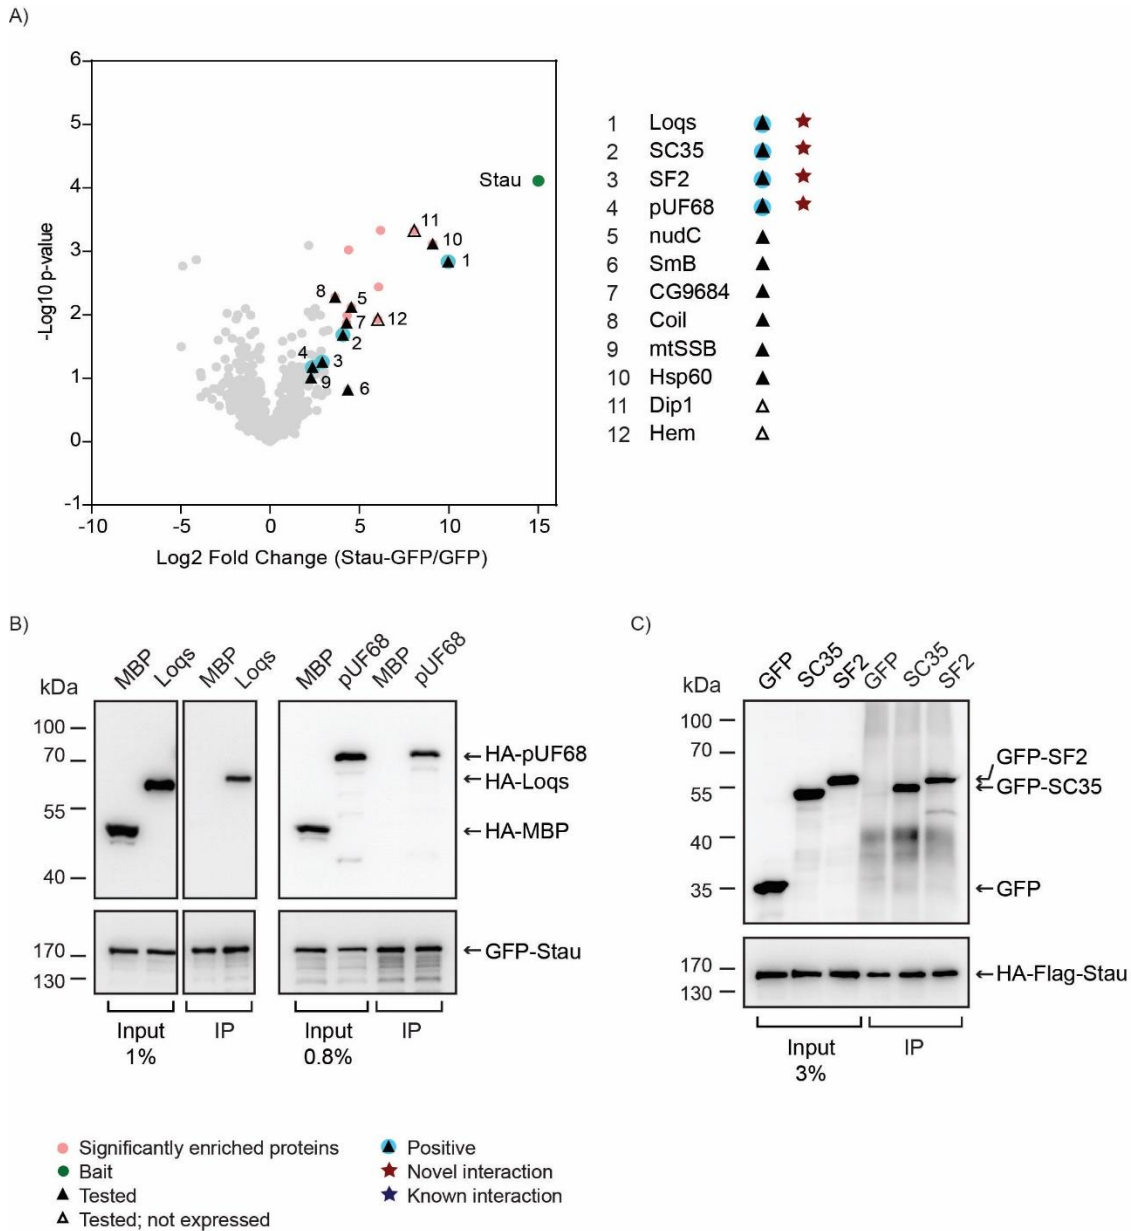 A)
6
5
4
3
2
1
0
-1
-10
-5
0
5
10
15
-Log10 p-value
Log2 Fold Change (Stau-GFP/GFP)
Stau
11
10
1
8
5
12
7
2
4
3
9
6
1 Loqs
2 SC35
3 SF2
4 pUF68
5 nudC
6 SmB
7 CG9684
8 Coil
9 mtSSB
10 Hsp60
11 Dip1
12 Hem
B)
MBP Loqs MBP Loqs MBP pUF68 MBP pUF68
kDa
100
70
55
40
170
130
HA-pUF68
HA-Loqs
HA-MBP
GFP-Stau
Input IP Input IP
1% 0.8%
C)
GFP SC35 SF2 GFP SC35 SF2
kDa
100
70
55
40
35
170
130
GFP-SF2
GFP-SC35
GFP
HA-Flag-Stau
Input IP
3%
Significantly enriched proteins
Bait
Tested
Tested; not expressed
Positive
Novel interaction
Known interaction